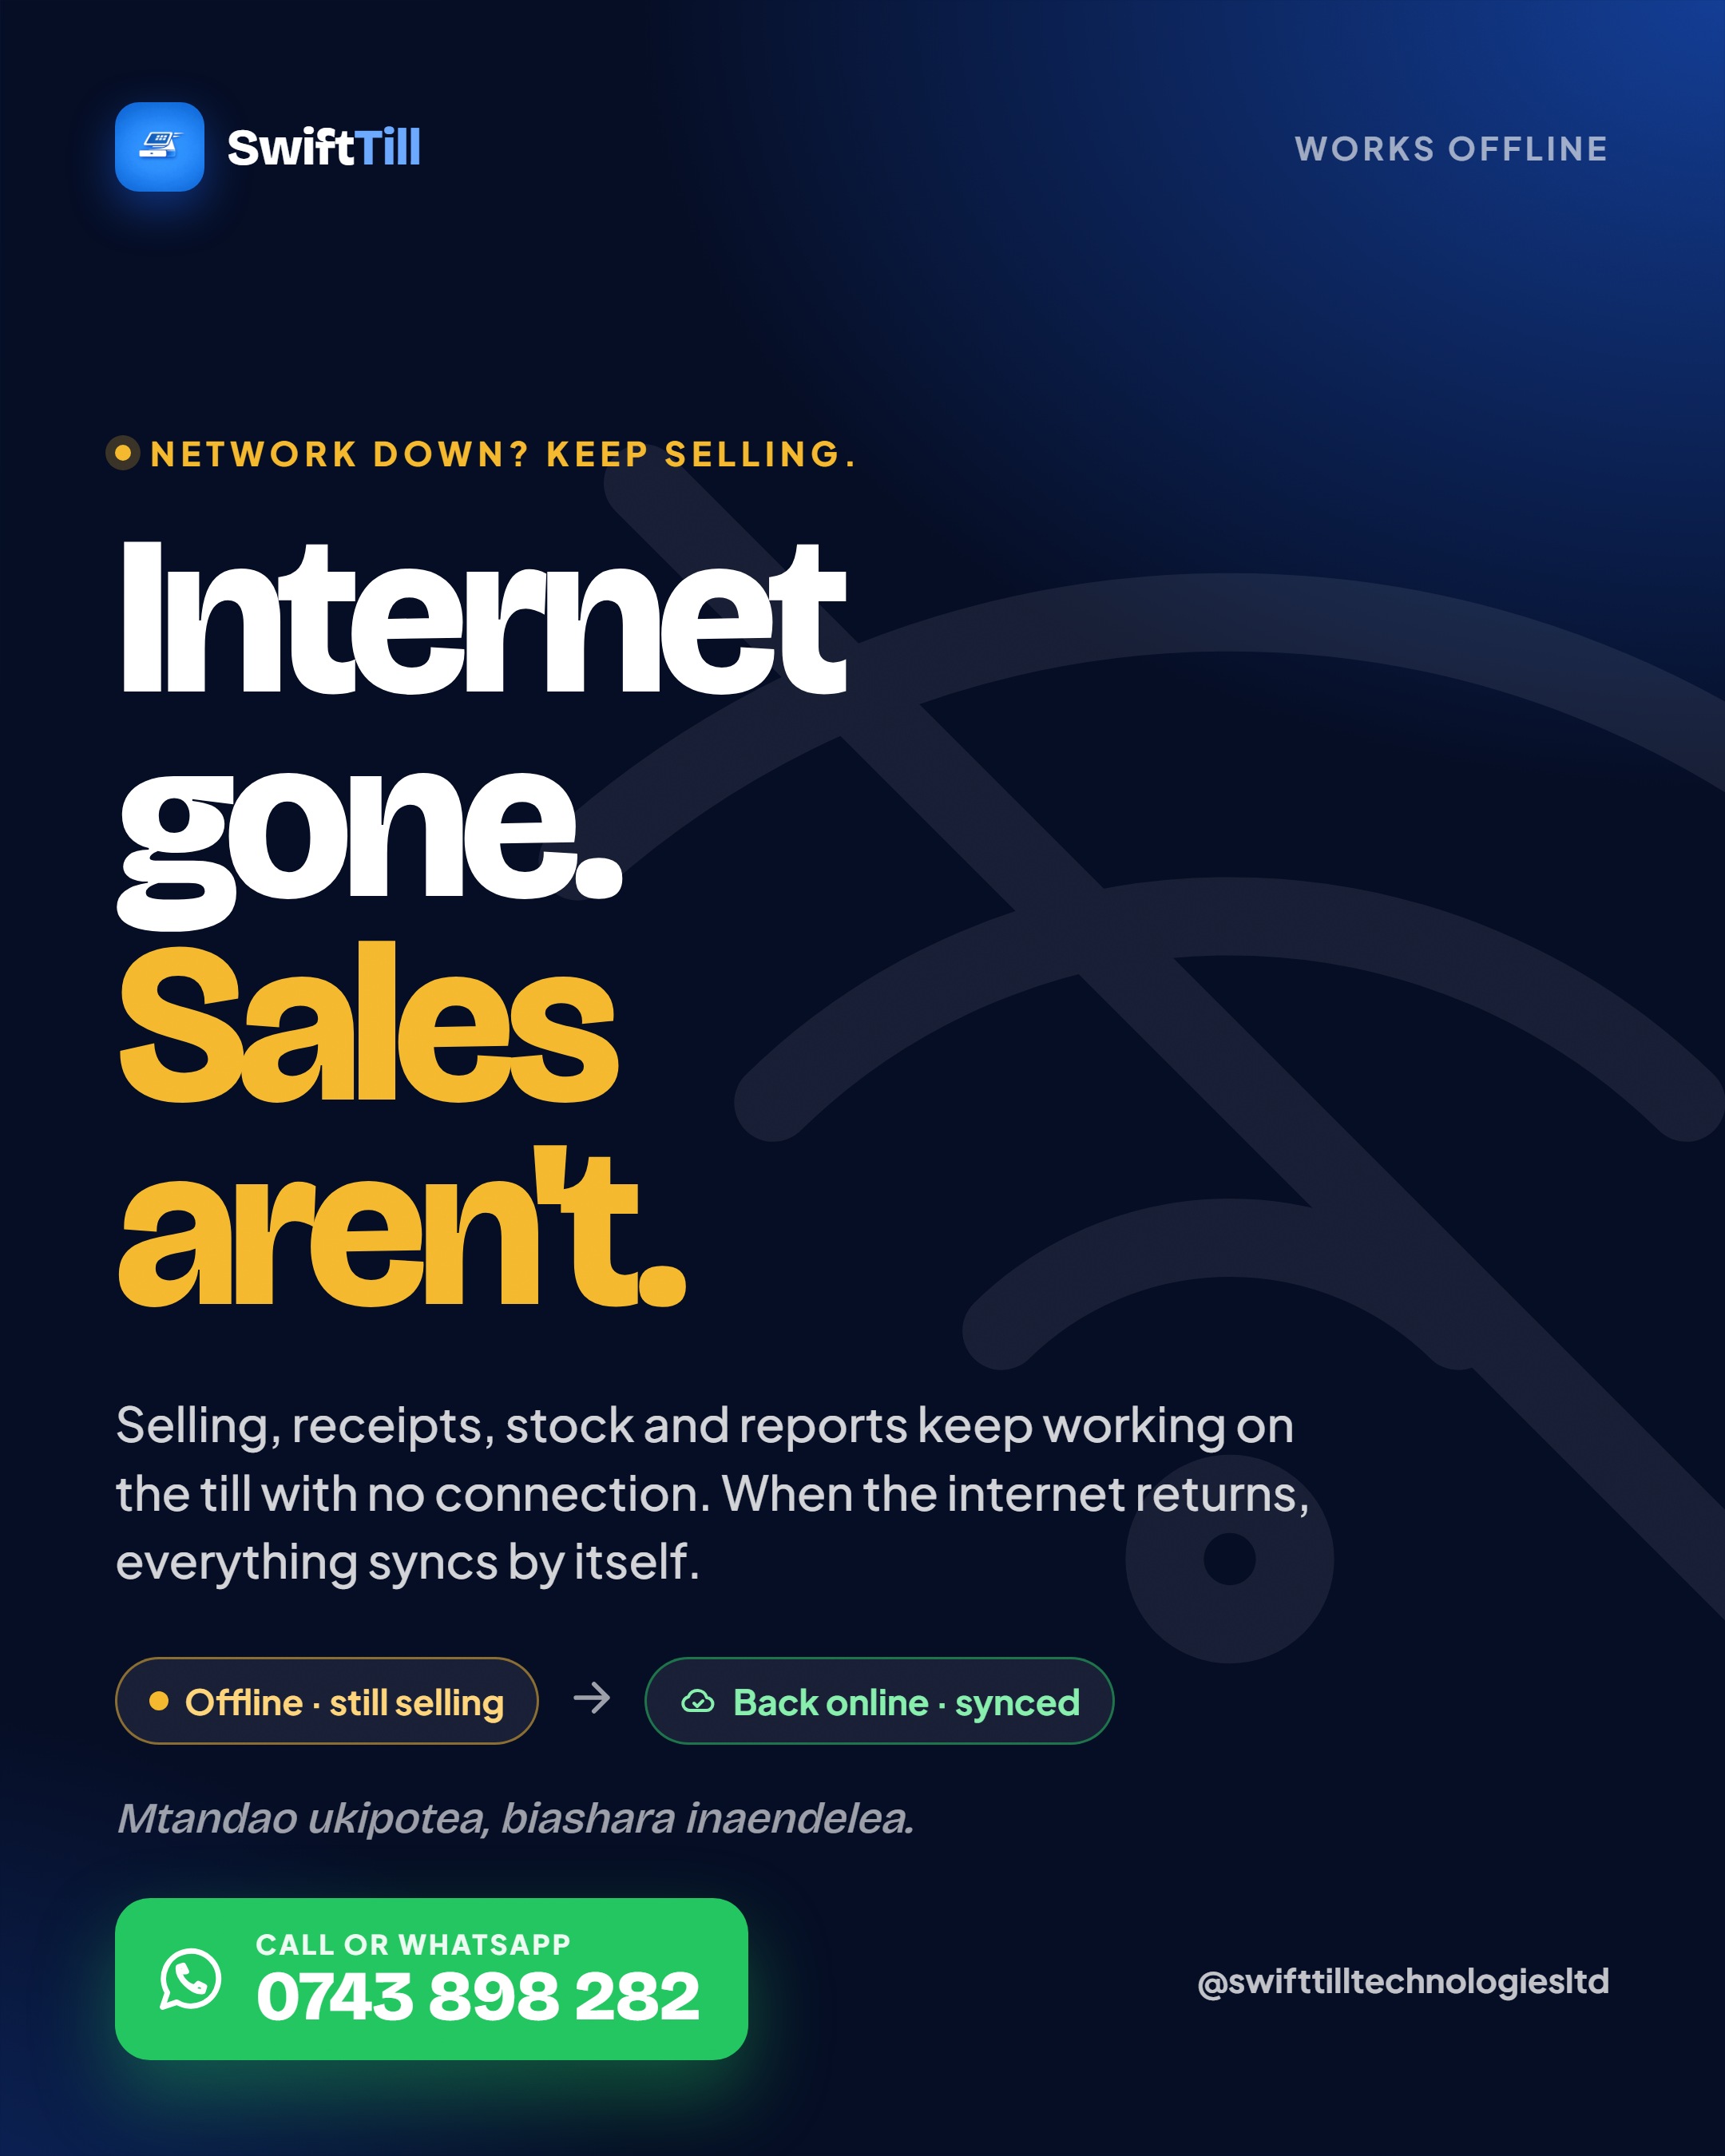 SwiftTill
WORKS OFFLINE
NETWORK DOWN? KEEP SELLING.
Internet
gone.
Sales
aren't.
Selling, receipts, stock and reports keep working on
the till with no connection. When the internet returns,
everything syncs by itself.
Offline · still selling
Back online · synced
Mtandao ukipotea, biashara inaendelea.
CALL OR WHATSAPP
0743 898 282
@swifttilltechnologiesltd